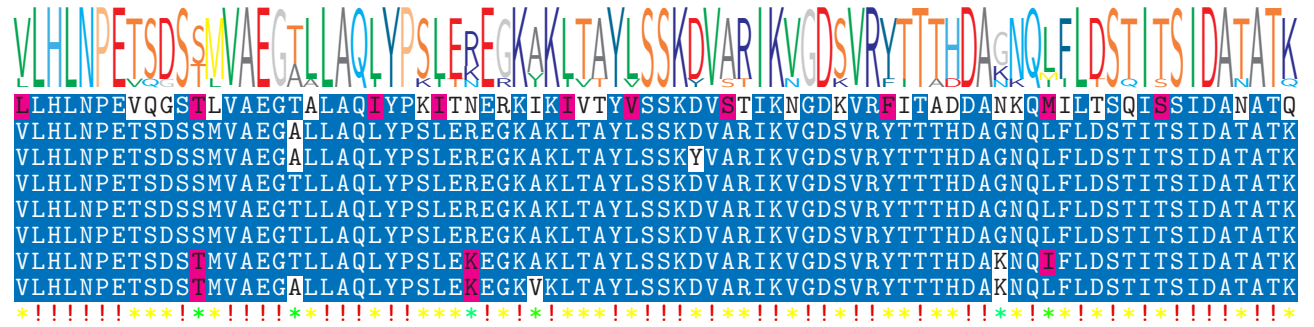 VLHLNPETSDSSMVAEGTLLAQLYPSLEREGKAKLTAYLSSKDVARIKVGDSVRYTTTHDAGNQLFLDSTITSIDATATK
LLHLNPEVQGSTLVAEGTALAQIYPKITNERKIKIVTYVSSKDVSTIKNGDKVRFITADDANKQMILTSQISSIDANATQ
VLHLNPETSDSSMVAEGALLAQLYPSLEREGKAKLTAYLSSKDVARIKVGDSVRYTTTHDAGNQLFLDSTITSIDATATK
VLHLNPETSDSSMVAEGALLAQLYPSLEREGKAKLTAYLSSKYVARIKVGDSVRYTTTHDAGNQLFLDSTITSIDATATK
VLHLNPETSDSSMVAEGTLLAQLYPSLEREGKAKLTAYLSSKDVARIKVGDSVRYTTTHDAGNQLFLDSTITSIDATATK
VLHLNPETSDSSMVAEGTLLAQLYPSLEREGKAKLTAYLSSKDVARIKVGDSVRYTTTHDAGNQLFLDSTITSIDATATK
VLHLNPETSDSSMVAEGTLLAQLYPSLEREGKAKLTAYLSSKDVARIKVGDSVRYTTTHDAGNQLFLDSTITSIDATATK
VLHLNPETSDSTMVAEGTLLAQLYPSLEKEGKAKLTAYLSSKDVARIKVGDSVRYTTTHDAKNQIFLDSTITSIDATATK
VLHLNPETSDSTMVAEGALLAQLYPSLEKEGKVKLTAYLSSKDVARIKVGDSVRYTTTHDAKNQLFLDSTITSIDATATK
*!!!!!!***!**!!!!**!!!*!!****!*!*!***!*!!!*!**!!*!!*!!**!**!!**!**!*!*!*!!!!*!!*